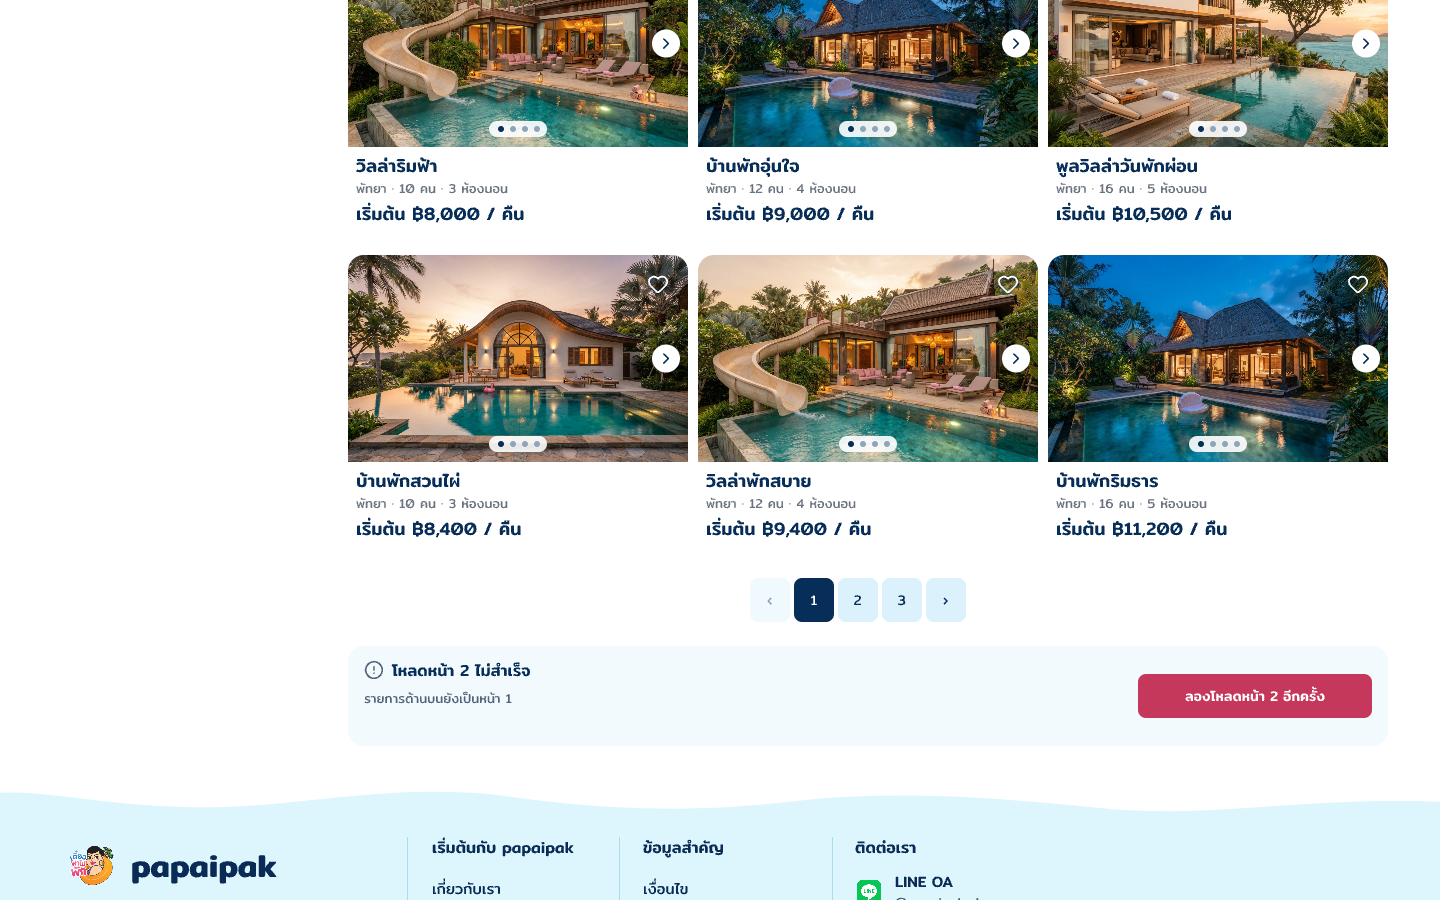 วิลล่าริมฟ้า
พัทยา · 10 คน · 3 ห้องนอน
เริ่มต้น ฿8,000 / คืน
บ้านพักอุ่นใจ
พัทยา · 12 คน · 4 ห้องนอน
เริ่มต้น ฿9,000 / คืน
พูลวิลล่าวันพักผ่อน
พัทยา · 16 คน · 5 ห้องนอน
เริ่มต้น ฿10,500 / คืน
บ้านพักสวนไผ่
พัทยา · 10 คน · 3 ห้องนอน
เริ่มต้น ฿8,400 / คืน
วิลล่าพักสบาย
พัทยา · 12 คน · 4 ห้องนอน
เริ่มต้น ฿9,400 / คืน
บ้านพักริมธาร
พัทยา · 16 คน · 5 ห้องนอน
เริ่มต้น ฿11,200 / คืน
‹ 1 2 3 ›
โหลดหน้า 2 ไม่สำเร็จ
รายการด้านบนยังเป็นหน้า 1
ลองโหลดหน้า 2 อีกครั้ง
papaipak
เริ่มต้นกับ papaipak
เกี่ยวกับเรา
ข้อมูลสำคัญ
เงื่อนไข
ติดต่อเรา
LINE OA